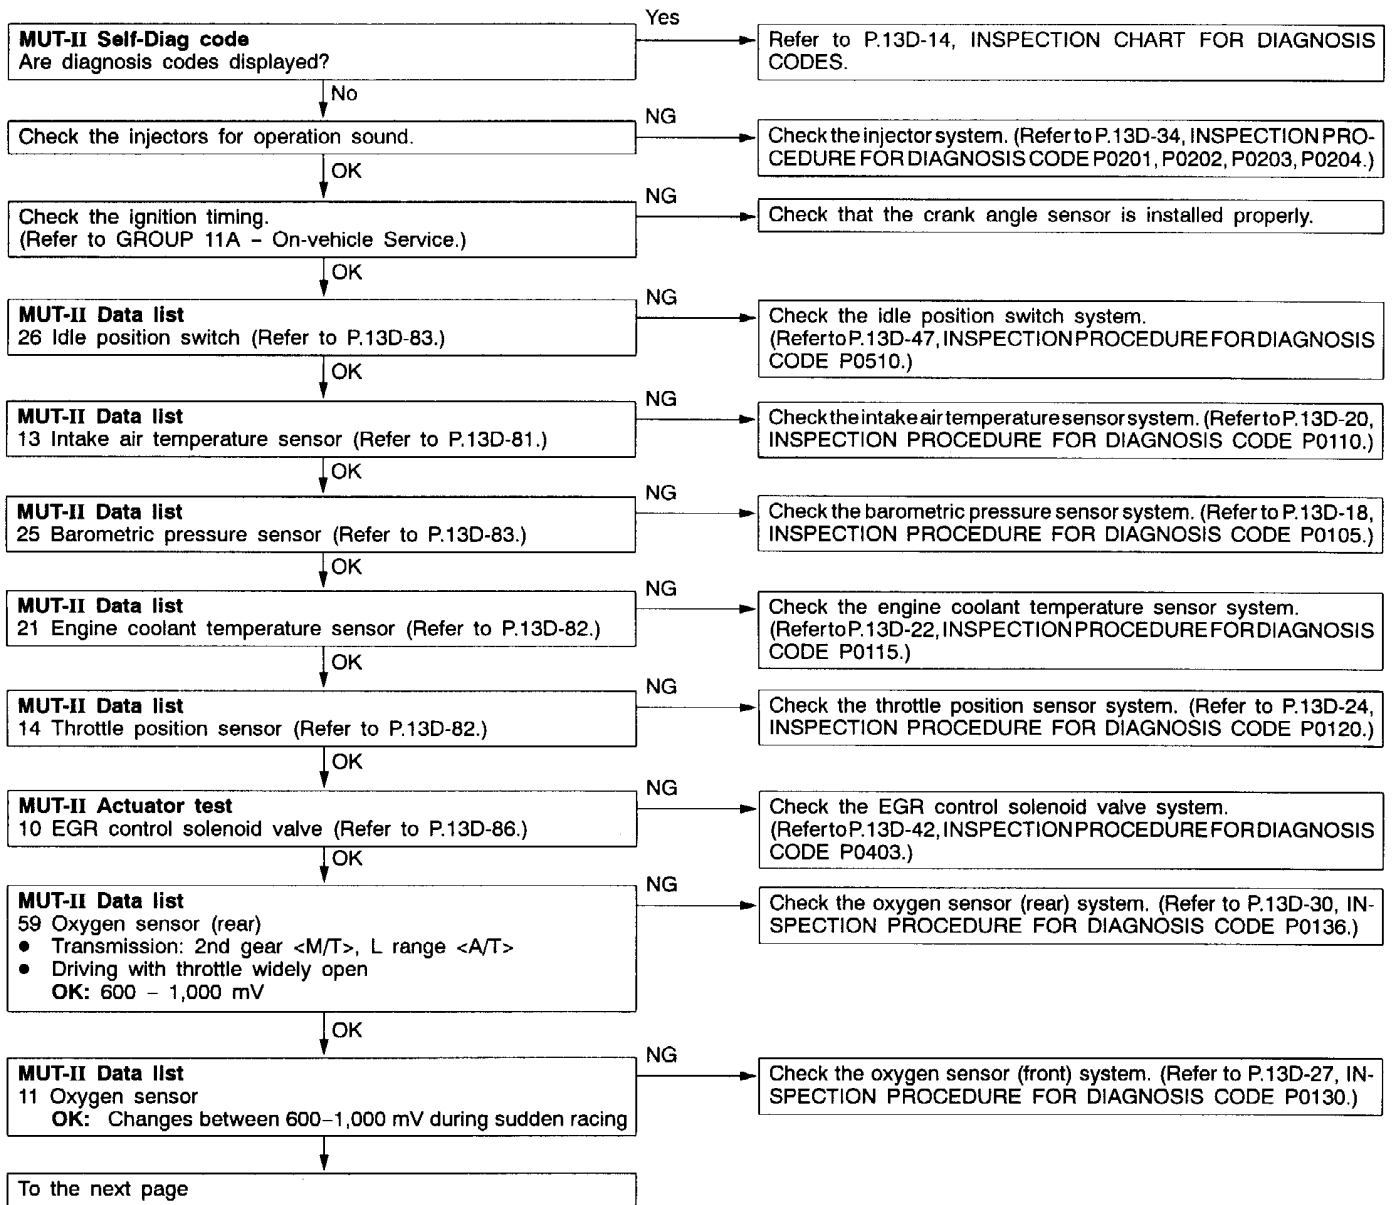 Yes
MUT-II Self-Diag code
Are diagnosis codes displayed?
Refer to P.13D-14, INSPECTION CHART FOR DIAGNOSIS
CODES.
No
NG
Check the injectors for operation sound.
Check the injector system. (Refer to P.13D-34, INSPECTION PRO-
CEDURE FOR DIAGNOSIS CODE P0201, P0202, P0203, P0204.)
OK
NG
Check the ignition timing.
(Refer to GROUP 11A – On-vehicle Service.)
Check that the crank angle sensor is installed properly.
OK
NG
MUT-II Data list
26 Idle position switch (Refer to P.13D-83.)
Check the idle position switch system.
(Refer to P.13D-47, INSPECTION PROCEDURE FOR DIAGNOSIS
CODE P0510.)
OK
NG
MUT-II Data list
13 Intake air temperature sensor (Refer to P.13D-81.)
Check the intake air temperature sensor system. (Refer to P.13D-20,
INSPECTION PROCEDURE FOR DIAGNOSIS CODE P0110.)
OK
NG
MUT-II Data list
25 Barometric pressure sensor (Refer to P.13D-83.)
Check the barometric pressure sensor system. (Refer to P.13D-18,
INSPECTION PROCEDURE FOR DIAGNOSIS CODE P0105.)
OK
NG
MUT-II Data list
21 Engine coolant temperature sensor (Refer to P.13D-82.)
Check the engine coolant temperature sensor system.
(Refer to P.13D-22, INSPECTION PROCEDURE FOR DIAGNOSIS
CODE P0115.)
OK
NG
MUT-II Data list
14 Throttle position sensor (Refer to P.13D-82.)
Check the throttle position sensor system. (Refer to P.13D-24,
INSPECTION PROCEDURE FOR DIAGNOSIS CODE P0120.)
OK
NG
MUT-II Actuator test
10 EGR control solenoid valve (Refer to P.13D-86.)
Check the EGR control solenoid valve system.
(Refer to P.13D-42, INSPECTION PROCEDURE FOR DIAGNOSIS
CODE P0403.)
OK
NG
MUT-II Data list
59 Oxygen sensor (rear)
● Transmission: 2nd gear <M/T>, L range <A/T>
● Driving with throttle widely open
OK: 600 – 1,000 mV
Check the oxygen sensor (rear) system. (Refer to P.13D-30, IN-
SPECTION PROCEDURE FOR DIAGNOSIS CODE P0136.)
OK
NG
MUT-II Data list
11 Oxygen sensor
OK: Changes between 600–1,000 mV during sudden racing
Check the oxygen sensor (front) system. (Refer to P.13D-27, IN-
SPECTION PROCEDURE FOR DIAGNOSIS CODE P0130.)
To the next page